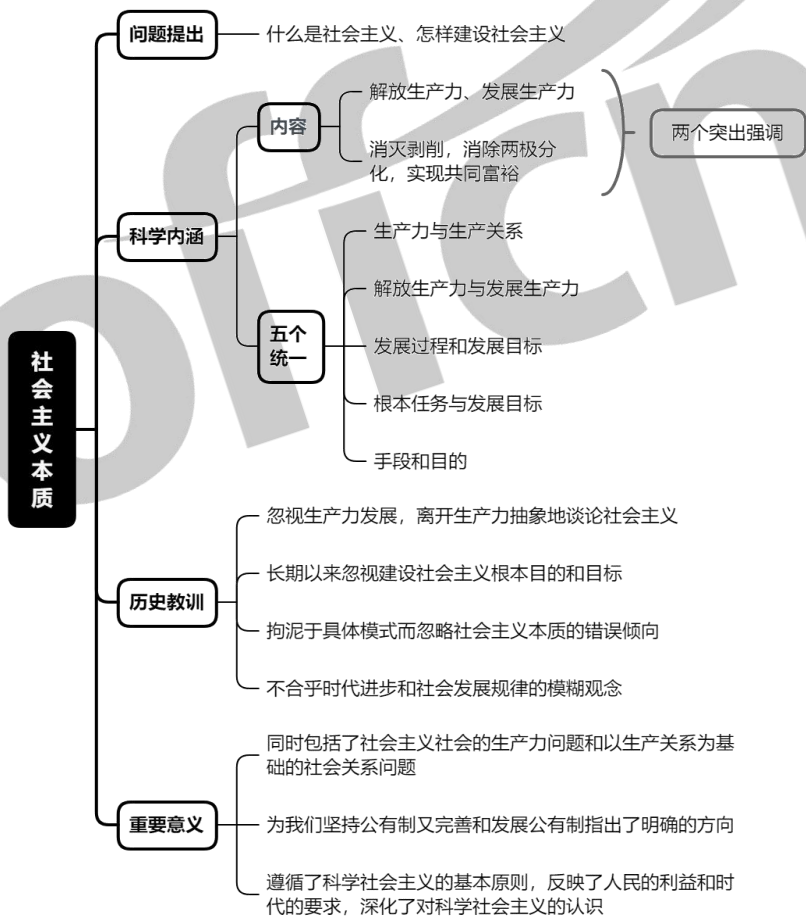 社会主义本质
问题提出
什么是社会主义、怎样建设社会主义
科学内涵
内容
解放生产力、发展生产力
消灭剥削，消除两极分
化，实现共同富裕
两个突出强调
五个
统一
生产力与生产关系
解放生产力与发展生产力
发展过程和发展目标
根本任务与发展目标
手段和目的
历史教训
忽视生产力发展，离开生产力抽象地谈论社会主义
长期以来忽视建设社会主义根本目的和目标
拘泥于具体模式而忽略社会主义本质的错误倾向
不合乎时代进步和社会发展规律的模糊观念
重要意义
同时包括了社会主义社会的生产力问题和以生产关系为基
础的社会关系问题
为我们坚持公有制又完善和发展公有制指出了明确的方向
遵循了科学社会主义的基本原则，反映了人民的利益和时
代的要求，深化了对科学社会主义的认识
offcn